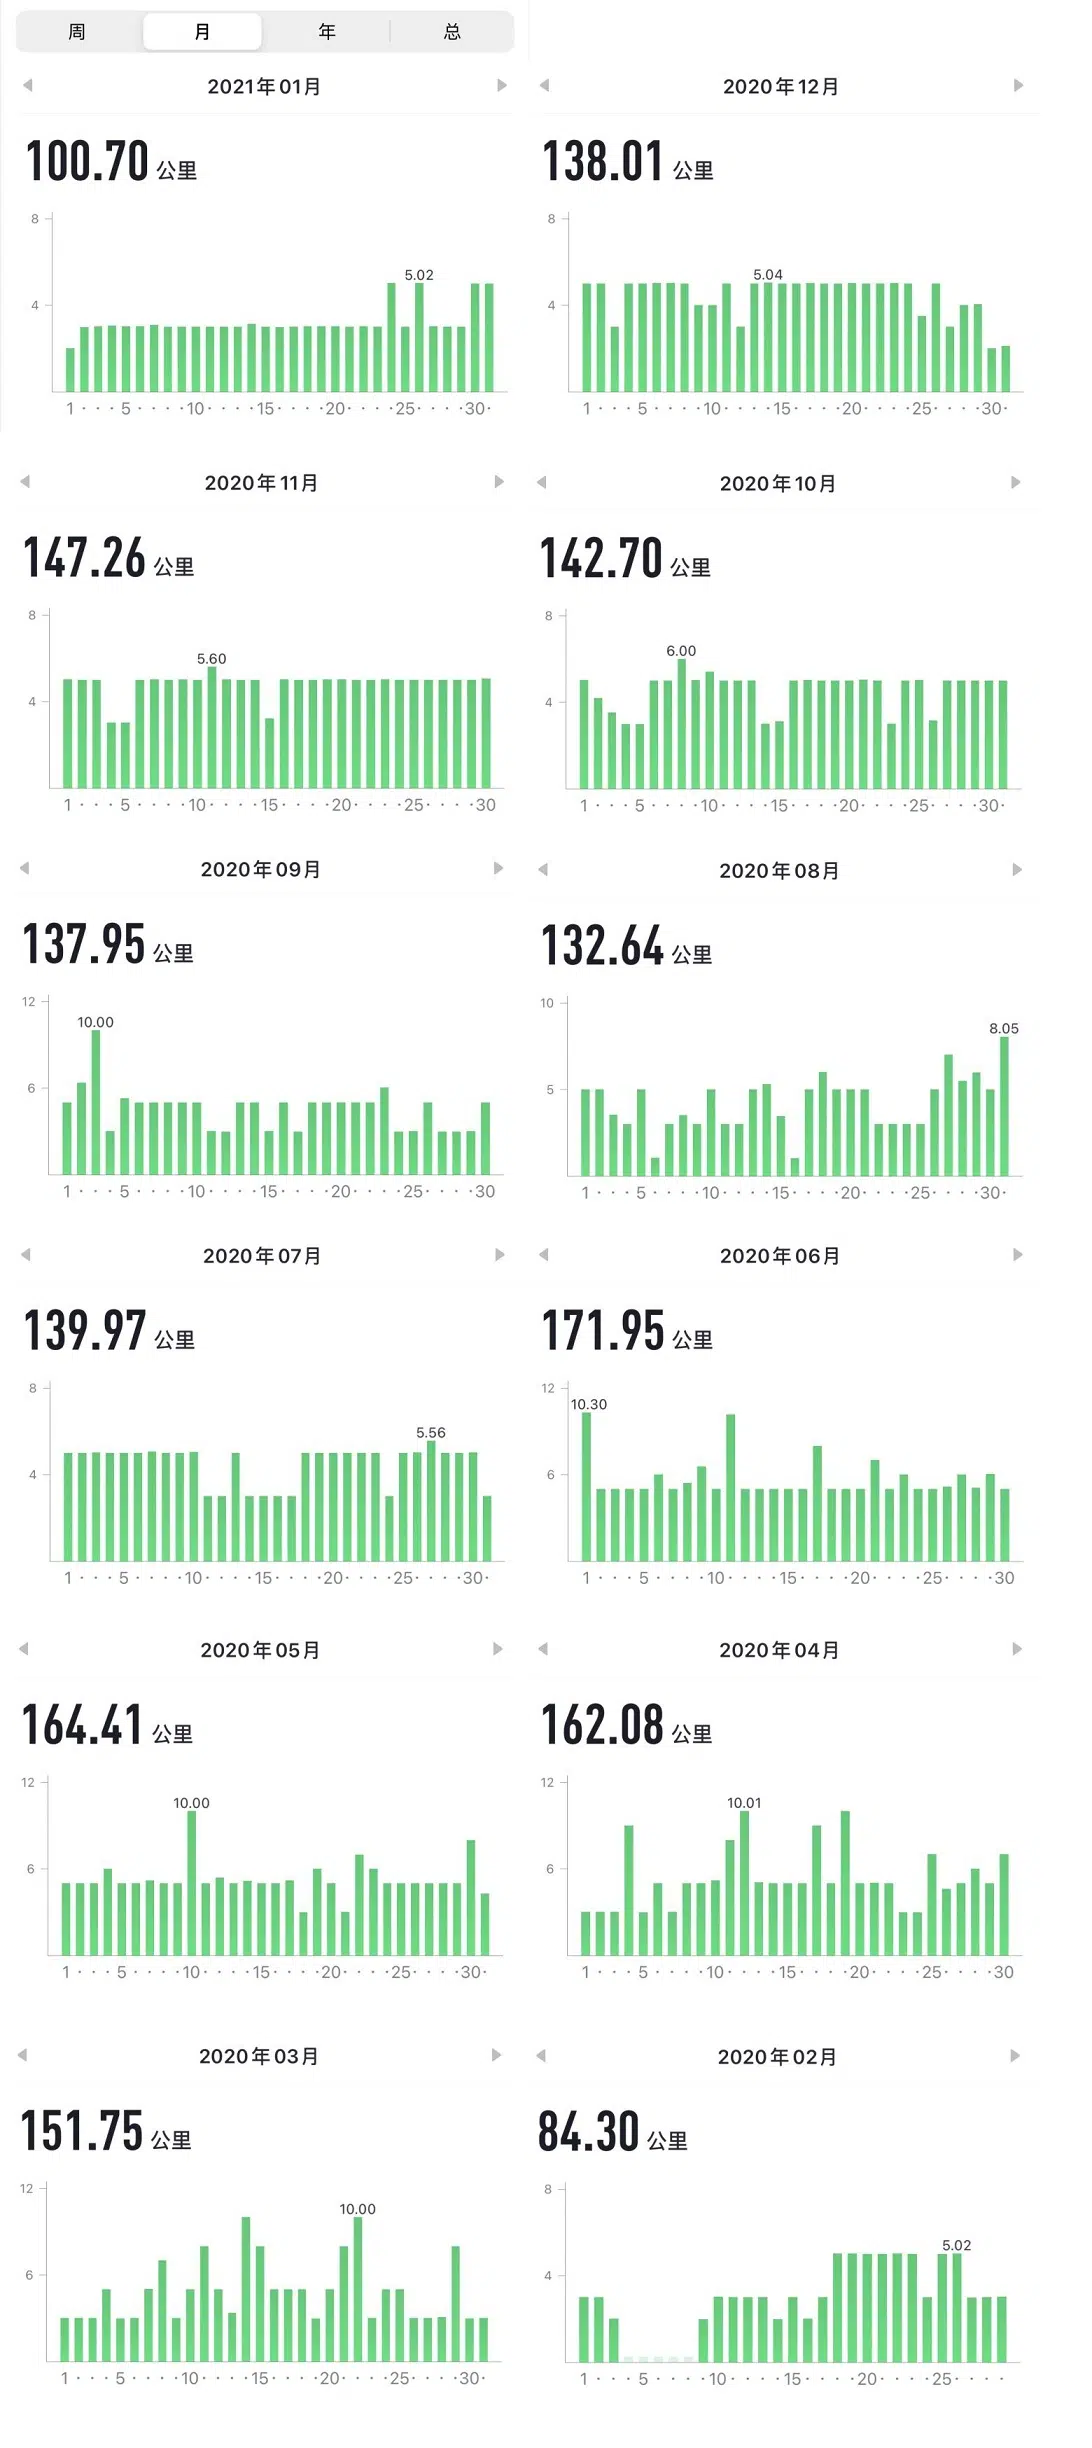 周 月 年 总
2021年01月
100.70 公里
8
5.02
4
1 · · · 5 · · · ·10· · · ·15· · · ·20· · · ·25· · · ·30·
2020年12月
138.01 公里
8
5.04
4
1 · · · 5 · · · ·10· · · ·15· · · ·20· · · ·25· · · ·30·
2020年11月
147.26 公里
8
5.60
4
1 · · · 5 · · · ·10· · · ·15· · · ·20· · · ·25· · · ·30
2020年10月
142.70 公里
8
6.00
4
1 · · · 5 · · · ·10· · · ·15· · · ·20· · · ·25· · · ·30·
2020年09月
137.95 公里
12
10.00
6
1 · · · 5 · · · ·10· · · ·15· · · ·20· · · ·25· · · ·30
2020年08月
132.64 公里
10
8.05
5
1 · · · 5 · · · ·10· · · ·15· · · ·20· · · ·25· · · ·30·
2020年07月
139.97 公里
8
5.56
4
1 · · · 5 · · · ·10· · · ·15· · · ·20· · · ·25· · · ·30·
2020年06月
171.95 公里
12
10.30
6
1 · · · 5 · · · ·10· · · ·15· · · ·20· · · ·25· · · ·30
2020年05月
164.41 公里
12
10.00
6
1 · · · 5 · · · ·10· · · ·15· · · ·20· · · ·25· · · ·30·
2020年04月
162.08 公里
12
10.01
6
1 · · · 5 · · · ·10· · · ·15· · · ·20· · · ·25· · · ·30
2020年03月
151.75 公里
12
10.00
6
1 · · · 5 · · · ·10· · · ·15· · · ·20· · · ·25· · · ·30·
2020年02月
84.30 公里
8
5.02
4
1 · · · 5 · · · ·10· · · ·15· · · ·20· · · ·25· · · ·